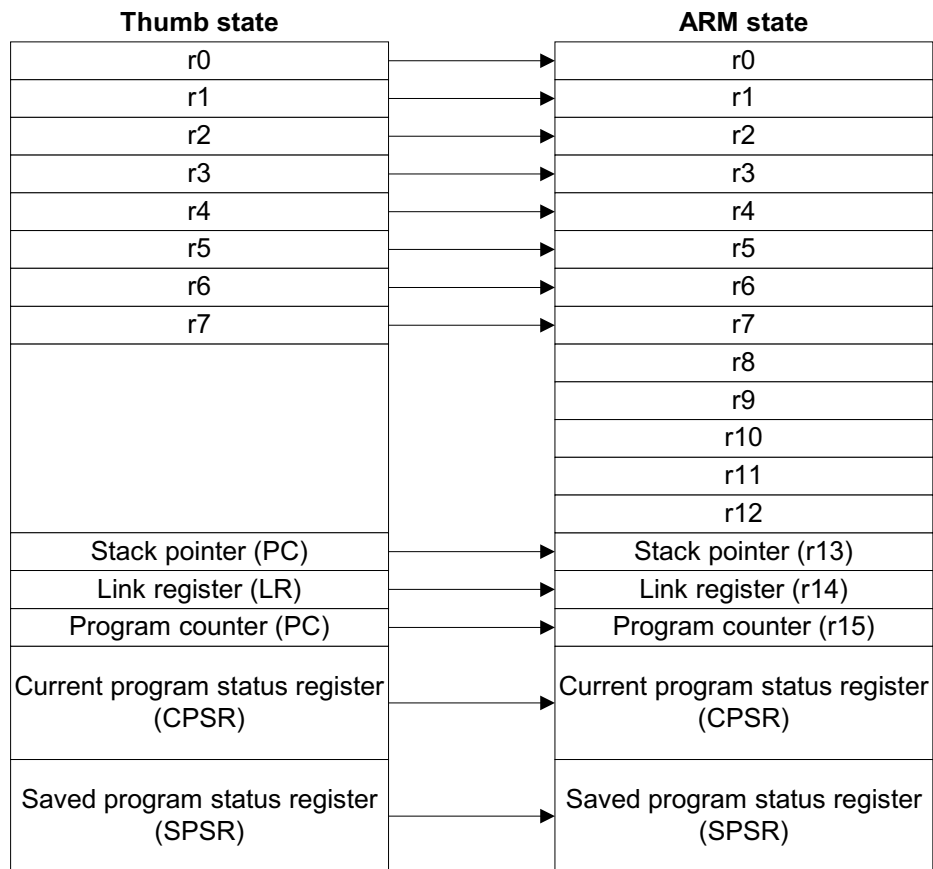 Thumb state
ARM state
r0
r0
r1
r1
r2
r2
r3
r3
r4
r4
r5
r5
r6
r6
r7
r7
r8
r9
r10
r11
r12
Stack pointer (PC)
Stack pointer (r13)
Link register (LR)
Link register (r14)
Program counter (PC)
Program counter (r15)
Current program status register
(CPSR)
Current program status register
(CPSR)
Saved program status register
(SPSR)
Saved program status register
(SPSR)